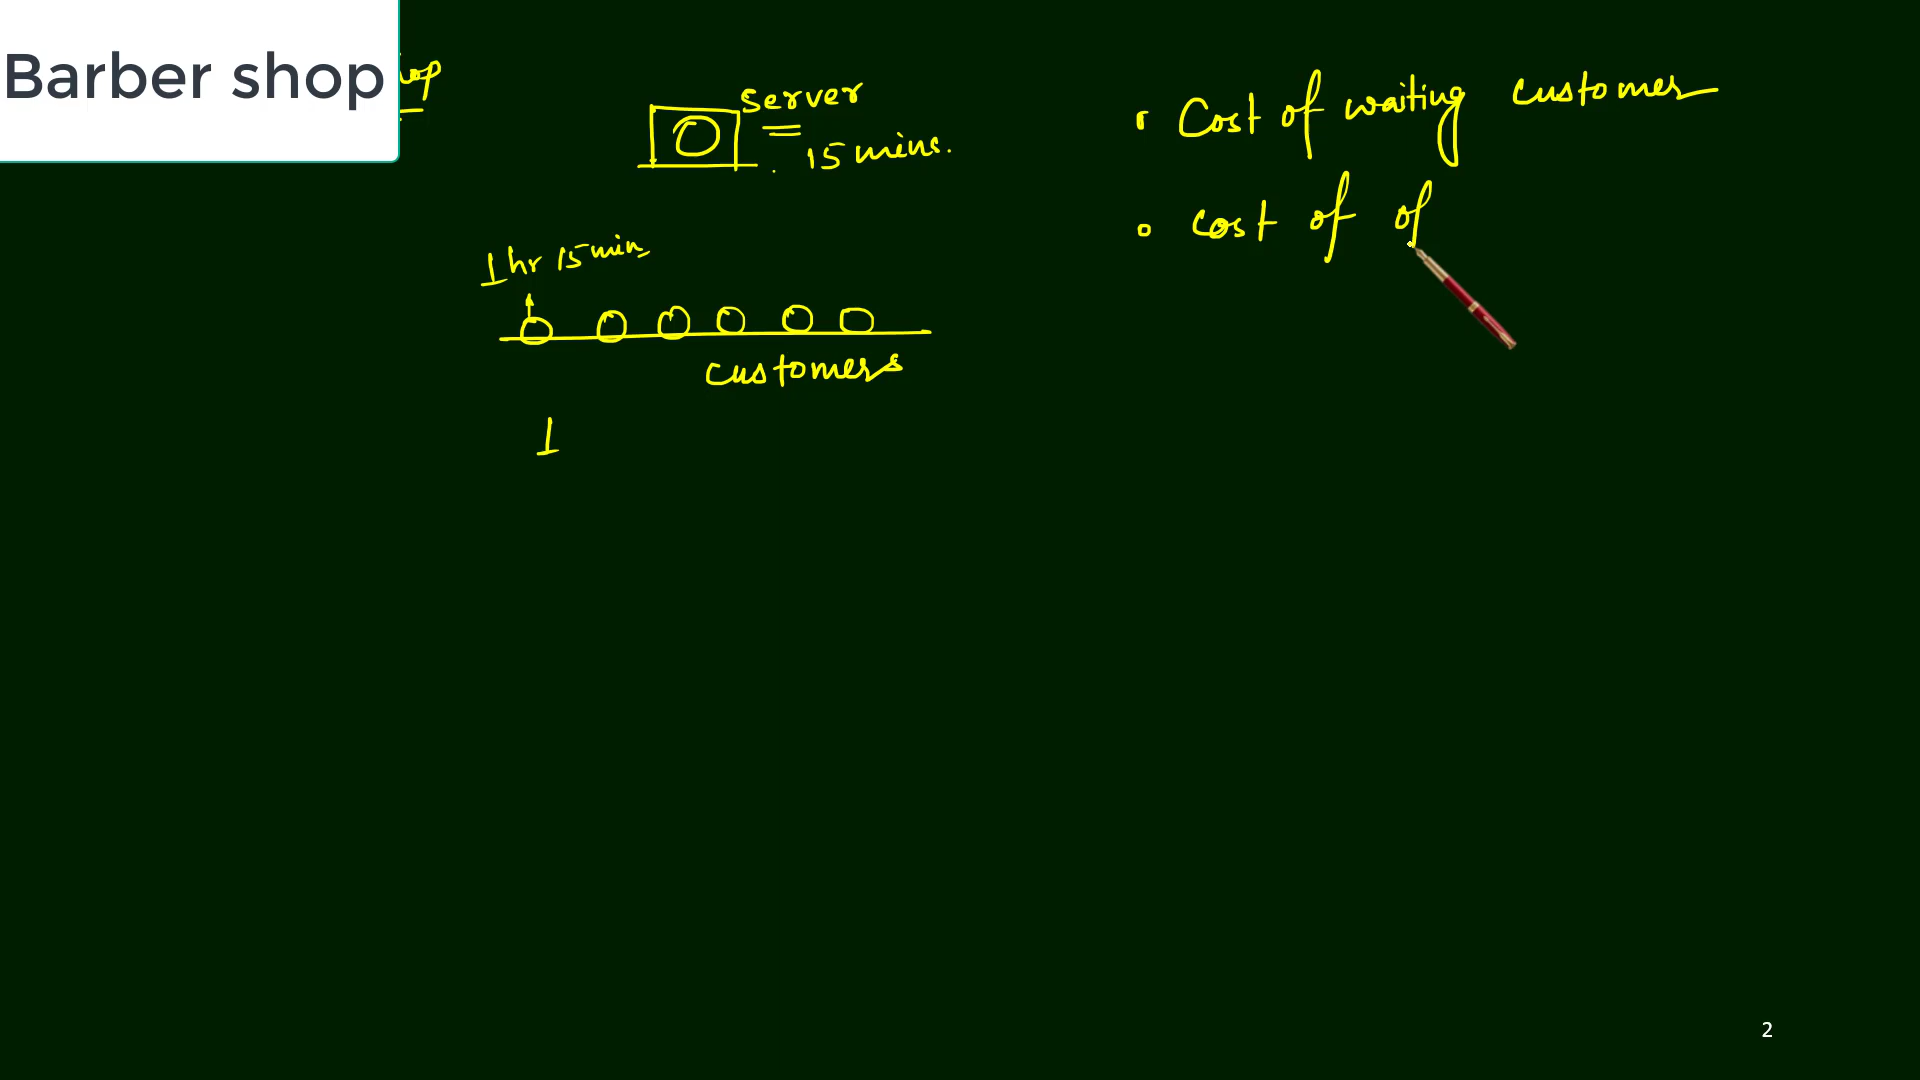 Barber shop
server
15 mins.
1 hr 15 min
customers
1
Cost of waiting customer
cost of of
2